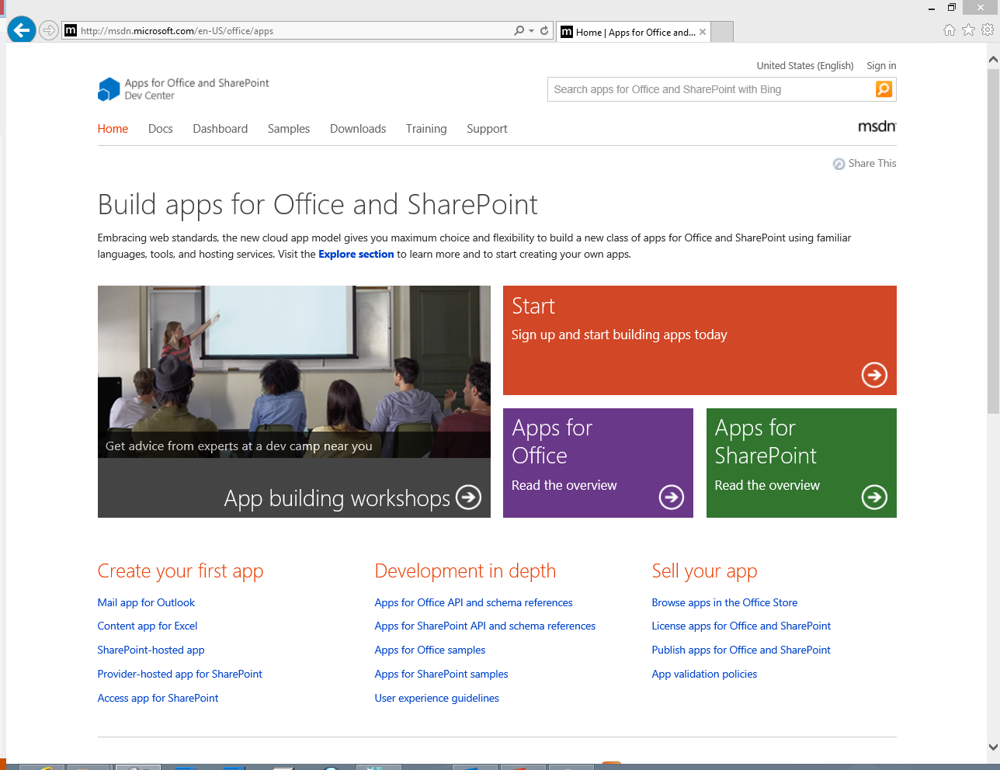 http://msdn.microsoft.com/en-US/office/apps
Home | Apps for Office and...
United States (English) Sign in
Apps for Office and SharePoint
Dev Center
Search apps for Office and SharePoint with Bing
Home Docs Dashboard Samples Downloads Training Support
msdn
Share This
Build apps for Office and SharePoint
Embracing web standards, the new cloud app model gives you maximum choice and flexibility to build a new class of apps for Office and SharePoint using familiar
languages, tools, and hosting services. Visit the Explore section to learn more and to start creating your own apps.
Get advice from experts at a dev camp near you
App building workshops
Start
Sign up and start building apps today
Apps for
Office
Read the overview
Apps for
SharePoint
Read the overview
Create your first app
Mail app for Outlook
Content app for Excel
SharePoint-hosted app
Provider-hosted app for SharePoint
Access app for SharePoint
Development in depth
Apps for Office API and schema references
Apps for SharePoint API and schema references
Apps for Office samples
Apps for SharePoint samples
User experience guidelines
Sell your app
Browse apps in the Office Store
License apps for Office and SharePoint
Publish apps for Office and SharePoint
App validation policies